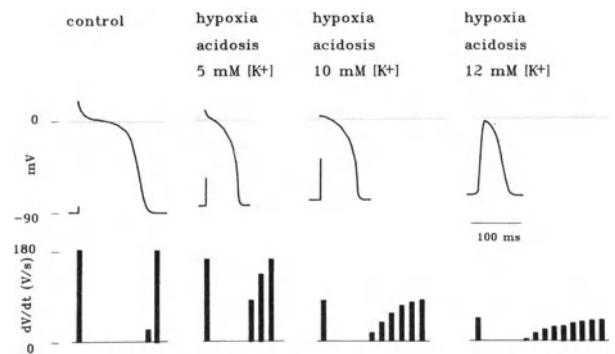 control
hypoxia
acidosis
5 mM [K+]
hypoxia
acidosis
10 mM [K+]
hypoxia
acidosis
12 mM [K+]
0
mV
-90
100 ms
180
dV/dt (V/s)
0